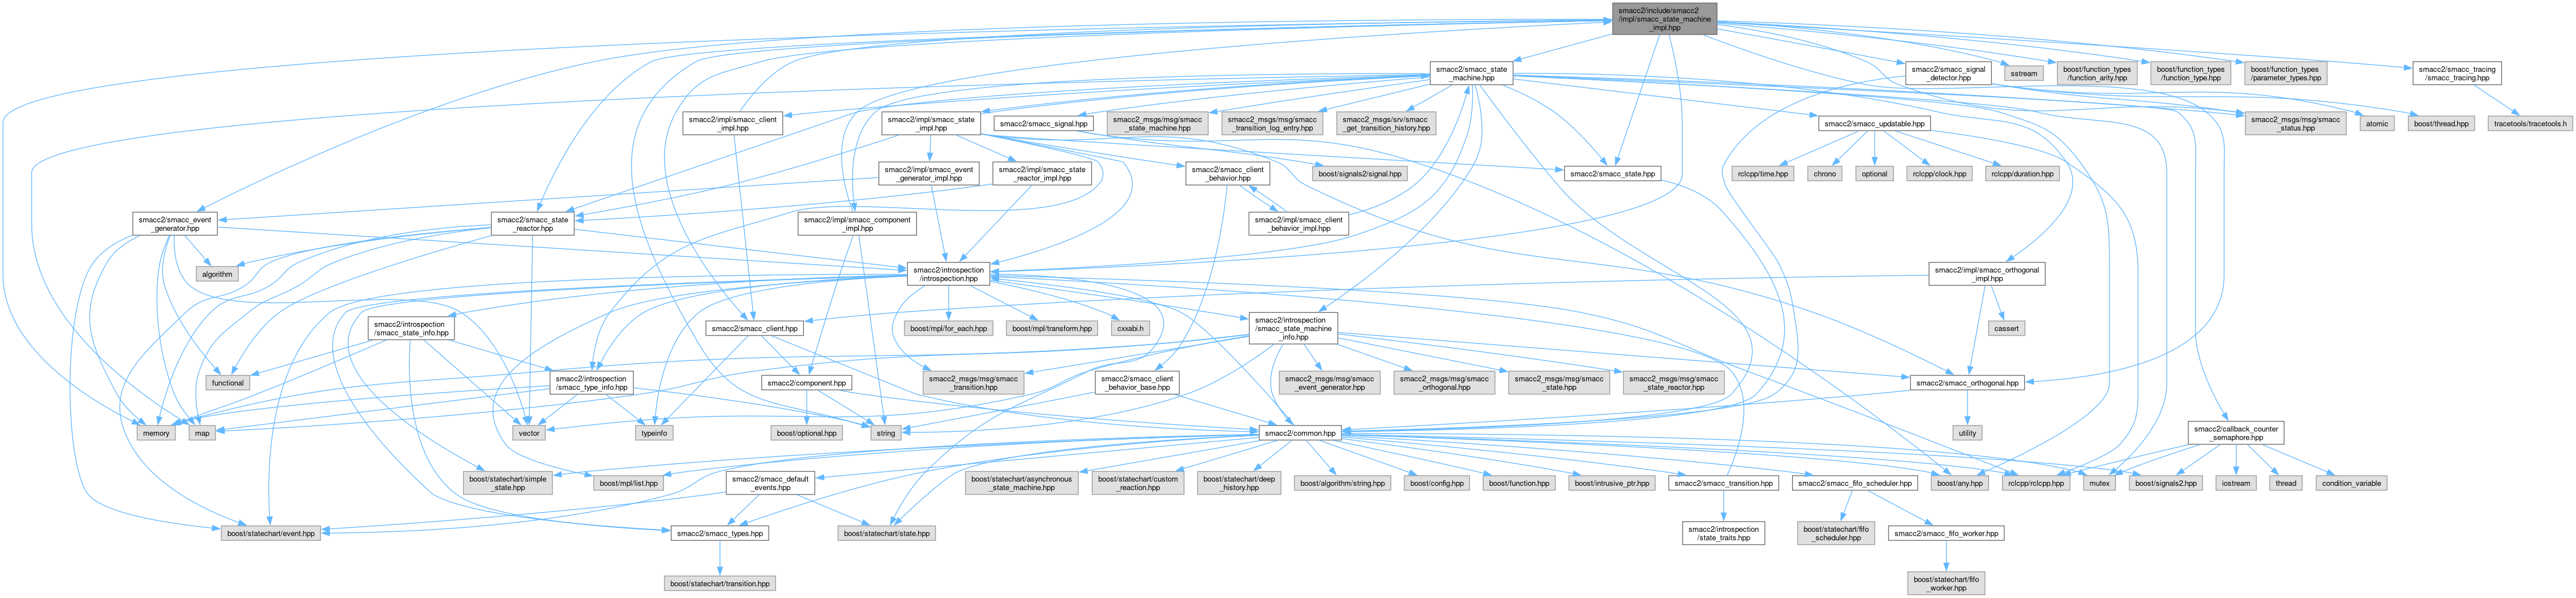 smacc2/include/smacc2
/impl/smacc_state_machine
_impl.hpp
smacc2/smacc_state
_machine.hpp
smacc2/smacc_signal
_detector.hpp
sstream
boost/function_types
/function_arity.hpp
boost/function_types
/function_type.hpp
boost/function_types
/parameter_types.hpp
smacc2/smacc_tracing
/smacc_tracing.hpp
smacc2/impl/smacc_client
_impl.hpp
smacc2/impl/smacc_state
_impl.hpp
smacc2/smacc_signal.hpp
smacc2_msgs/msg/smacc
_state_machine.hpp
smacc2_msgs/msg/smacc
_transition_log_entry.hpp
smacc2_msgs/srv/smacc
_get_transition_history.hpp
smacc2/smacc_updatable.hpp
smacc2_msgs/msg/smacc
_status.hpp
atomic
boost/thread.hpp
tracetools/tracetools.h
smacc2/impl/smacc_event
_generator_impl.hpp
smacc2/impl/smacc_state
_reactor_impl.hpp
smacc2/smacc_client
_behavior.hpp
boost/signals2/signal.hpp
smacc2/smacc_state.hpp
rclcpp/time.hpp
chrono
optional
rclcpp/clock.hpp
rclcpp/duration.hpp
smacc2/smacc_event
_generator.hpp
smacc2/smacc_state
_reactor.hpp
smacc2/impl/smacc_component
_impl.hpp
smacc2/impl/smacc_client
_behavior_impl.hpp
algorithm
smacc2/introspection
/introspection.hpp
smacc2/impl/smacc_orthogonal
_impl.hpp
smacc2/introspection
/smacc_state_info.hpp
smacc2/smacc_client.hpp
boost/mpl/for_each.hpp
boost/mpl/transform.hpp
cxxabi.h
smacc2/introspection
/smacc_state_machine
_info.hpp
cassert
functional
smacc2/introspection
/smacc_type_info.hpp
smacc2/component.hpp
smacc2_msgs/msg/smacc
_transition.hpp
smacc2/smacc_client
_behavior_base.hpp
smacc2_msgs/msg/smacc
_event_generator.hpp
smacc2_msgs/msg/smacc
_orthogonal.hpp
smacc2_msgs/msg/smacc
_state.hpp
smacc2_msgs/msg/smacc
_state_reactor.hpp
smacc2/smacc_orthogonal.hpp
memory
map
vector
typeinfo
boost/optional.hpp
string
smacc2/common.hpp
utility
smacc2/callback_counter
_semaphore.hpp
boost/statechart/simple
_state.hpp
boost/mpl/list.hpp
smacc2/smacc_default
_events.hpp
boost/statechart/asynchronous
_state_machine.hpp
boost/statechart/custom
_reaction.hpp
boost/statechart/deep
_history.hpp
boost/algorithm/string.hpp
boost/config.hpp
boost/function.hpp
boost/intrusive_ptr.hpp
smacc2/smacc_transition.hpp
smacc2/smacc_fifo_scheduler.hpp
boost/any.hpp
rclcpp/rclcpp.hpp
mutex
boost/signals2.hpp
iostream
thread
condition_variable
boost/statechart/event.hpp
smacc2/smacc_types.hpp
boost/statechart/state.hpp
smacc2/introspection
/state_traits.hpp
boost/statechart/fifo
_scheduler.hpp
smacc2/smacc_fifo_worker.hpp
boost/statechart/transition.hpp
boost/statechart/fifo
_worker.hpp